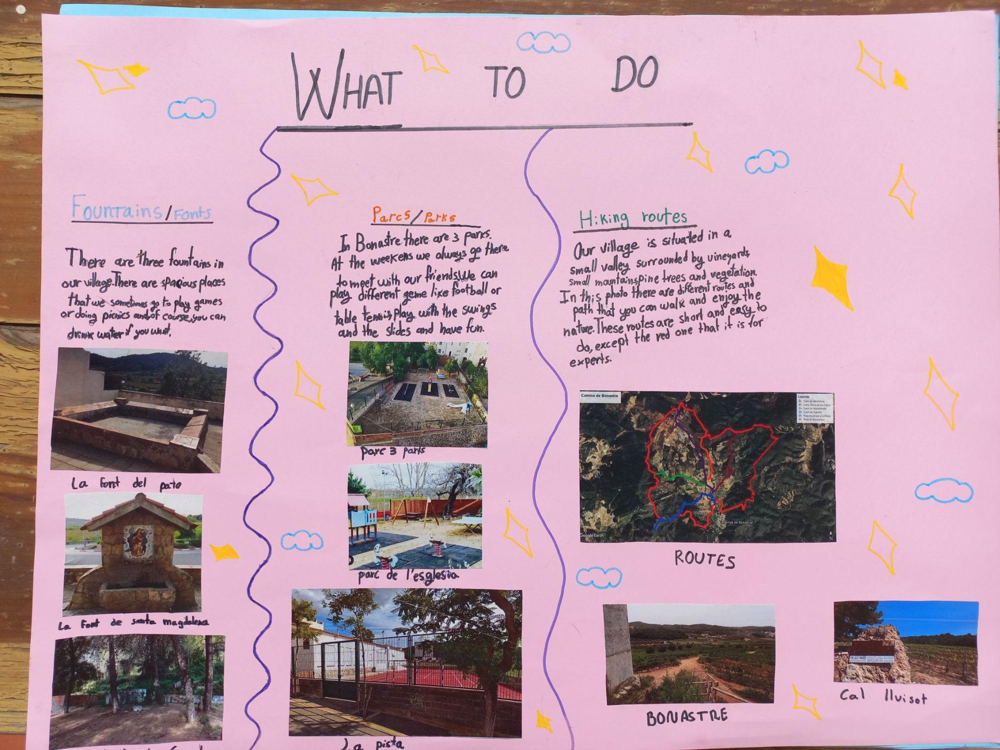 WHAT TO DO
Fountains/Fonts
There are three fountains in
our village. There are spacious places
that we sometimes go to play games
or doing picnics and, of course, you can
drink water if you want.
La Font del pato
La Font de santa magdalena
Parcs/Parks
In Bonastre there are 3 parks.
At the weekens we always go there
to meet with our friends. We can
play different geme like football or
table tennis, play with the swings
and the slides and have fun.
parc 3 parts
parc de l'esglesia
La pista
Hiking routes
Our village is situated in a
small valley surrounded by vineyards,
small mountains, pine trees and vegetation.
In this photo there are different routes and
path that you can walk and enjoy the
nature. These routes are short and easy to
do, except the red one that it is for
experts.
Camins de Bonastre
Leyenda
Bonastre
Google Earth
N
ROUTES
BONASTRE
Cal lluisot